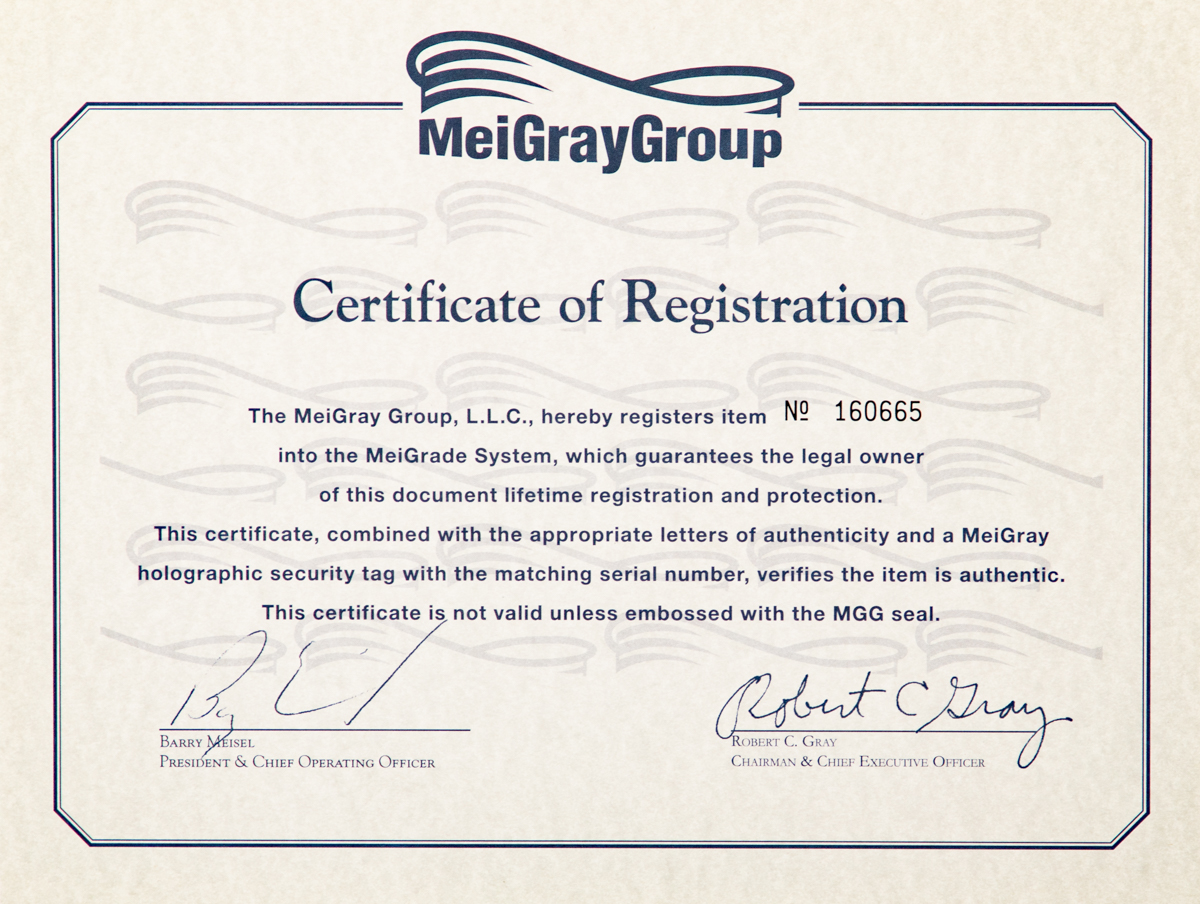 MeiGrayGroup
Certificate of Registration
The MeiGray Group, L.L.C., hereby registers item Nº 160665
into the MeiGrade System, which guarantees the legal owner
of this document lifetime registration and protection.
This certificate, combined with the appropriate letters of authenticity and a MeiGray
holographic security tag with the matching serial number, verifies the item is authentic.
This certificate is not valid unless embossed with the MGG seal.
Robert C Gray
Barry Meisel
President & Chief Operating Officer
Robert C. Gray
Chairman & Chief Executive Officer